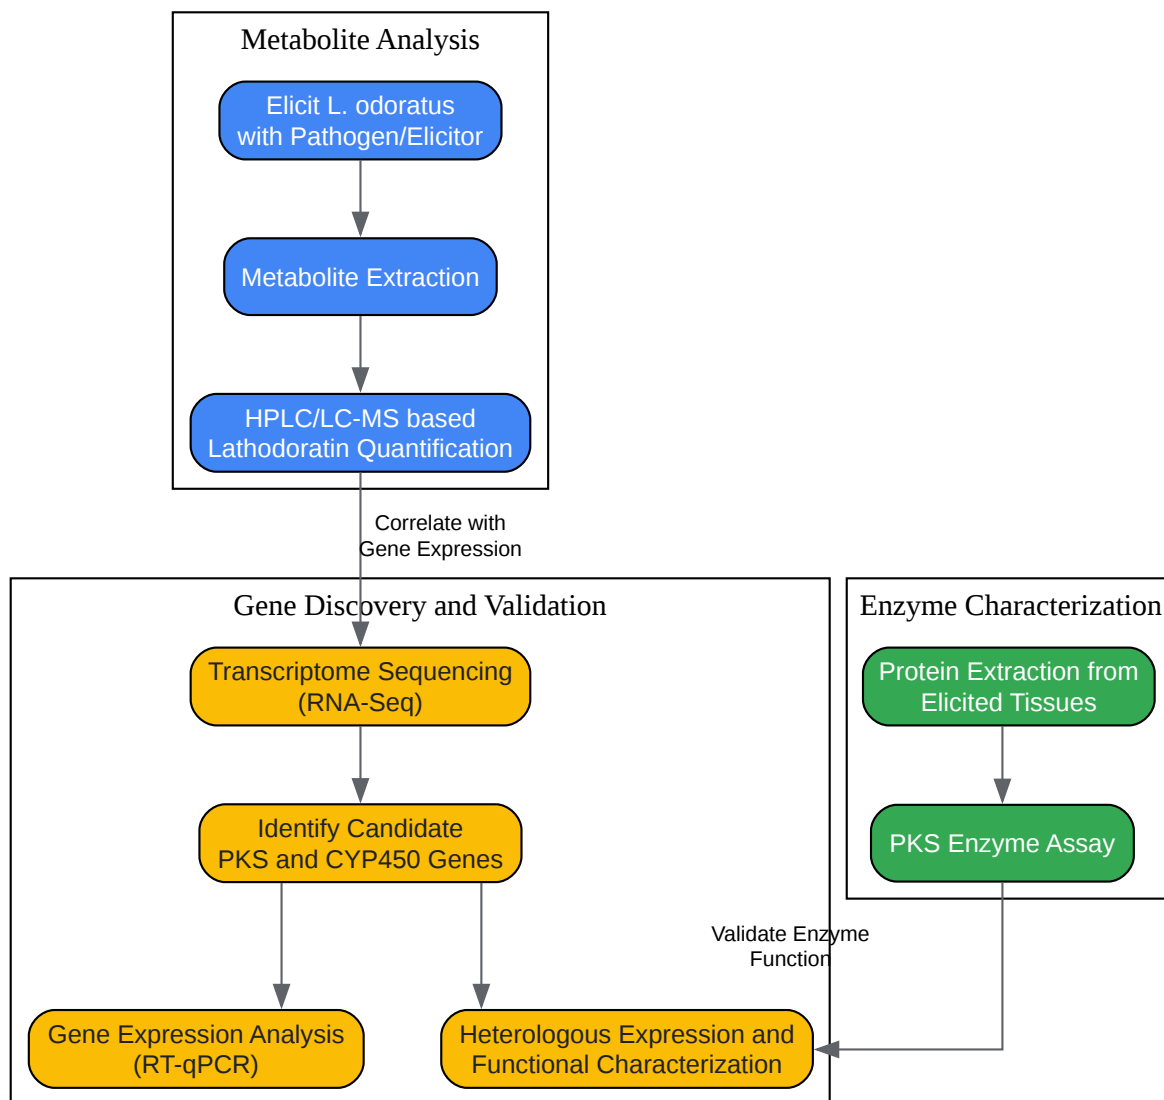 Metabolite Analysis
Elicit L. odoratus
with Pathogen/Elicitor
Metabolite Extraction
HPLC/LC-MS based
Lathodoratin Quantification
Correlate with
Gene Expression
Gene Discovery and Validation
Transcriptome Sequencing
(RNA-Seq)
Identify Candidate
PKS and CYP450 Genes
Gene Expression Analysis
(RT-qPCR)
Heterologous Expression and
Functional Characterization
Enzyme Characterization
Protein Extraction from
Elicited Tissues
PKS Enzyme Assay
Validate Enzyme
Function